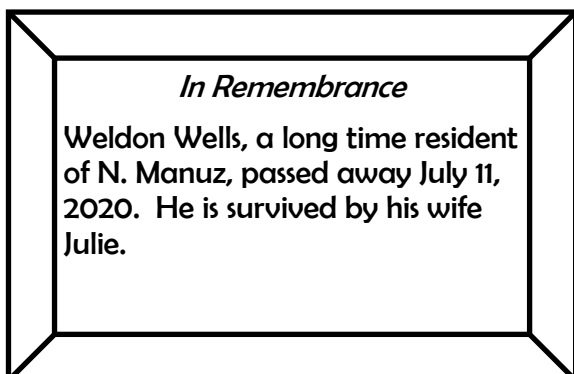 In Remembrance
Weldon Wells, a long time resident
of N. Manuz, passed away July 11,
2020.  He is survived by his wife
Julie.